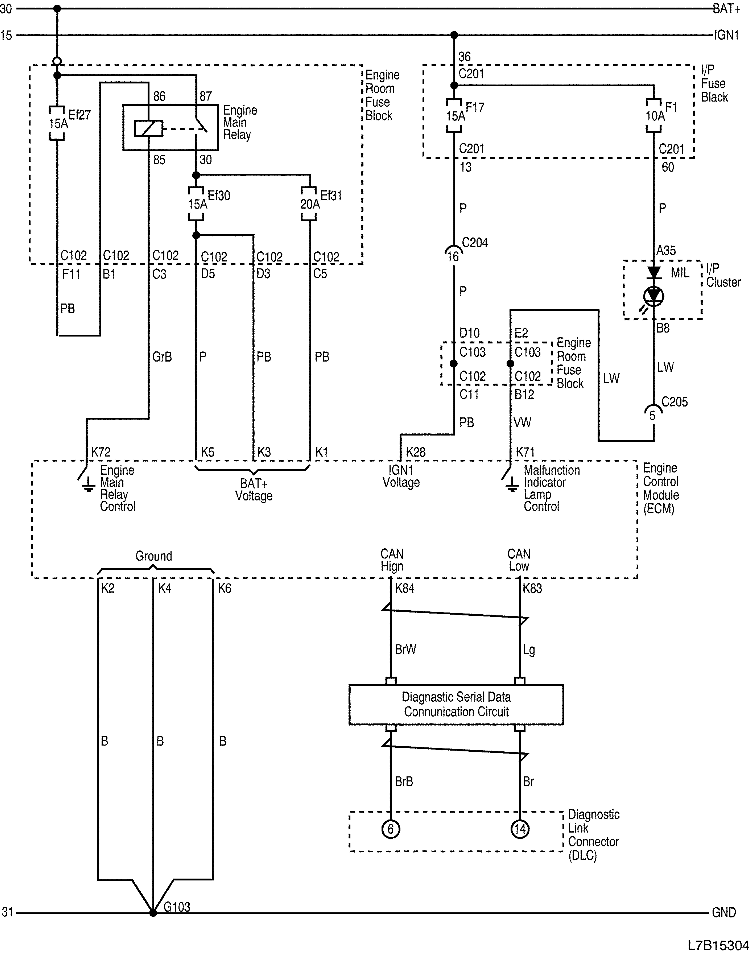 30
BAT+
15
IGN1
36
C201
Engine
Room
Fuse
Block
I/P
Fuse
Black
86
87
Ef27
15A
Engine
Main
Relay
F17
15A
F1
10A
85
30
C201
C201
13
60
Ef30
15A
Ef31
20A
P
P
C204
16
C102
C102
C102
C102
C102
C102
F11
B1
C3
D5
D3
C5
A35
MIL
I/P
Cluster
P
PB
B8
D10
E2
C103
C103
Engine
Room
Fuse
Block
GrB
P
PB
PB
LW
LW
C102
C102
C11
B12
C205
5
PB
VW
K72
K5
K3
K1
K28
K71
Engine
Main
Relay
Control
BAT+
Voltage
IGN1
Voltage
Malfunction
Indicator
Lamp
Control
Engine
Control
Module
(ECM)
Ground
CAN
Hign
CAN
Low
K2
K4
K6
K84
K83
BrW
Lg
Diagnastic Serial Data
Connunication Circuit
B
B
B
BrB
Br
6
14
Diagnostic
Link
Connector
(DLC)
G103
31
GND
L7B15304